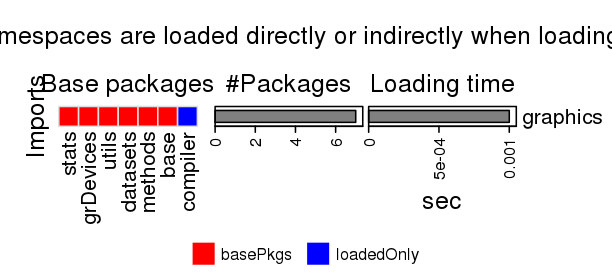 mespaces are loaded directly or indirectly when loading
Base packages #Packages Loading time
Imports
graphics
stats
grDevices
utils
datasets
methods
base
compiler
0 2 4 6
0 5e-04 0.001
sec
basePkgs loadedOnly